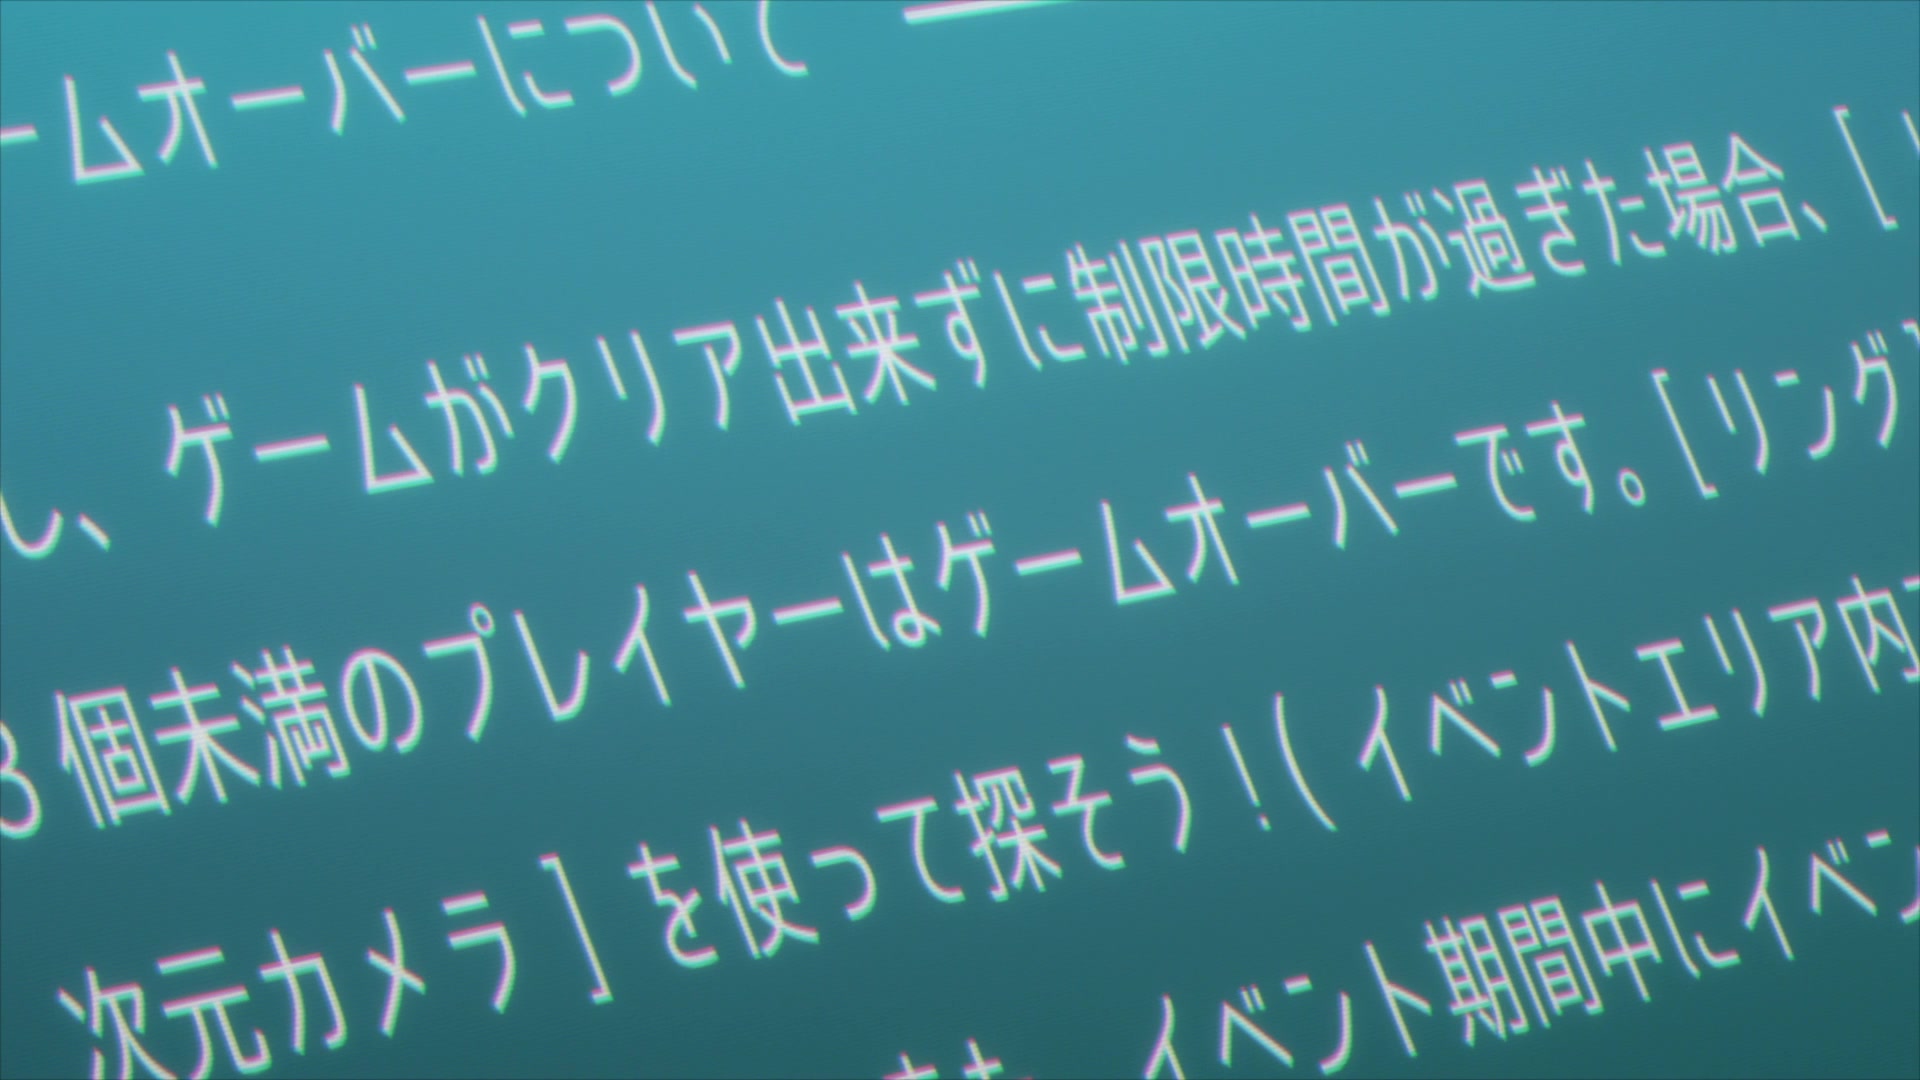 ームオーバーについて
し、ゲームがクリア出来ずに制限時間が過ぎた場合、[
3個未満のプレイヤーはゲームオーバーです。[リング]
次元カメラ]を使って探そう!(イベントエリア内
イベント期間中にイベン